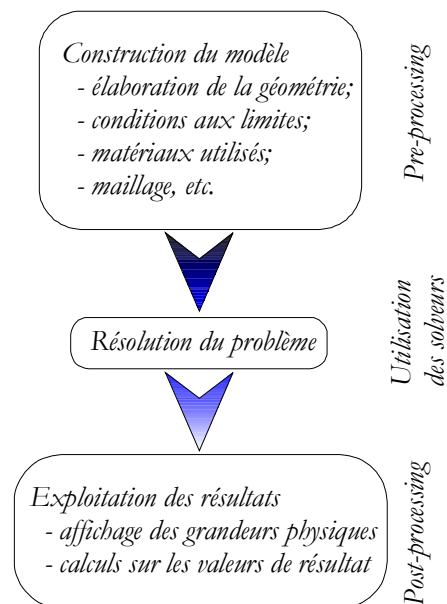 Construction du modèle
- élaboration de la géométrie;
- conditions aux limites;
- matériaux utilisés;
- maillage, etc.
Pre-processing
Résolution du problème
Utilisation
des solveurs
Exploitation des résultats
- affichage des grandeurs physiques
- calculs sur les valeurs de résultat
Post-processing